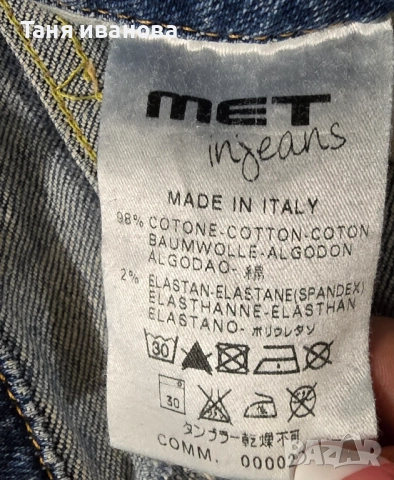 Таня иванова
MET
injeans
MADE IN ITALY
98% COTONE-COTTON-COTON
BAUMWOLLE-ALGODON
ALGODAO- 綿
2% ELASTAN-ELASTANE(SPANDEX)
ELASTHANNE-ELASTHAN
ELASTANO- ポリウレタン
30
30
タンブラー乾燥不可
COMM. 00002
bazar